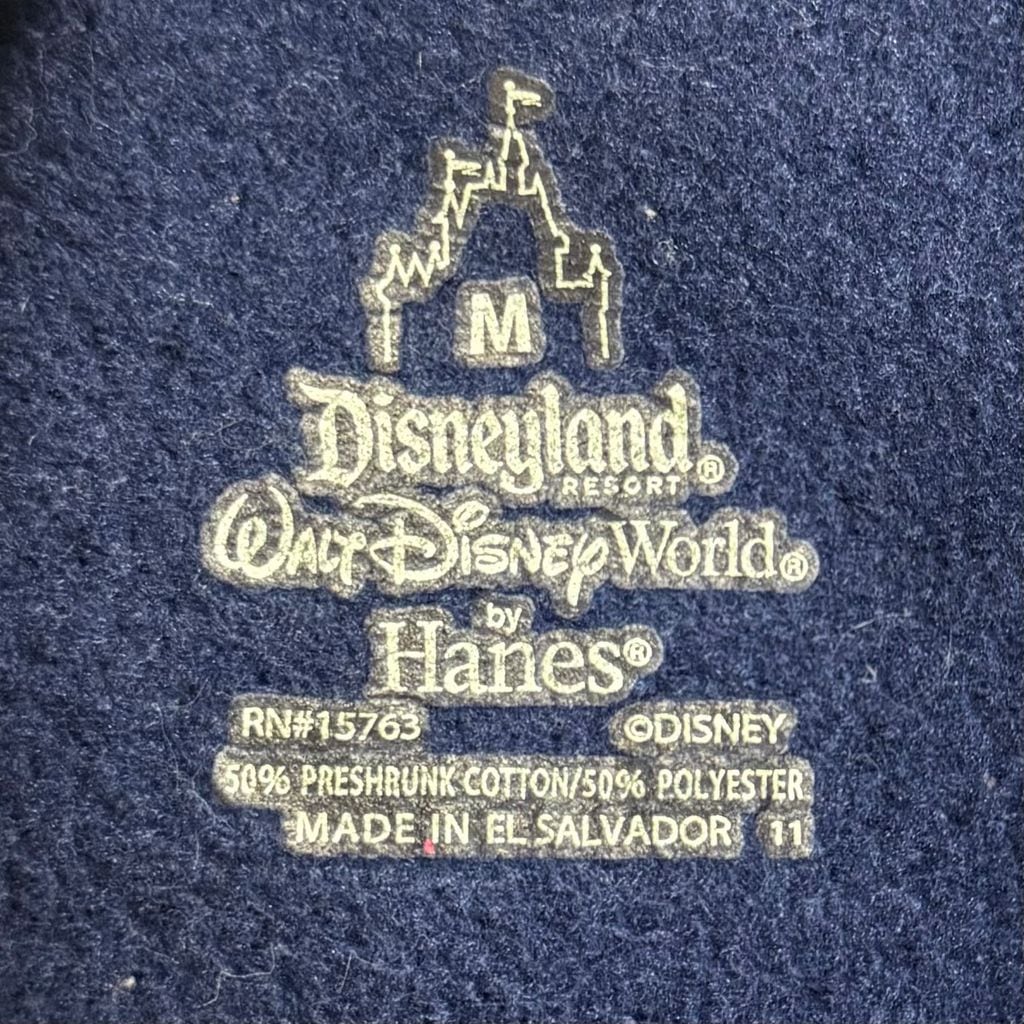 M
Disneyland®
RESORT
WALT DISNEY World®
by
Hanes®
RN#15763 ©DISNEY
50% PRESHRUNK COTTON/50% POLYESTER
MADE IN EL SALVADOR 11